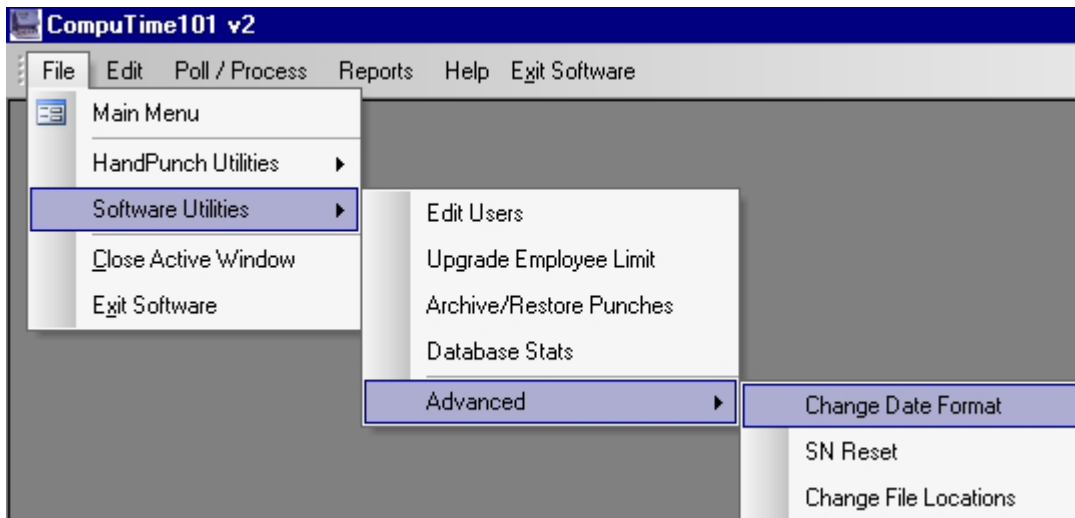 CompuTime101 v2
File Edit Poll / Process Reports Help Exit Software
Main Menu
HandPunch Utilities
Software Utilities
Close Active Window
Exit Software
Edit Users
Upgrade Employee Limit
Archive/Restore Punches
Database Stats
Advanced
Change Date Format
SN Reset
Change File Locations